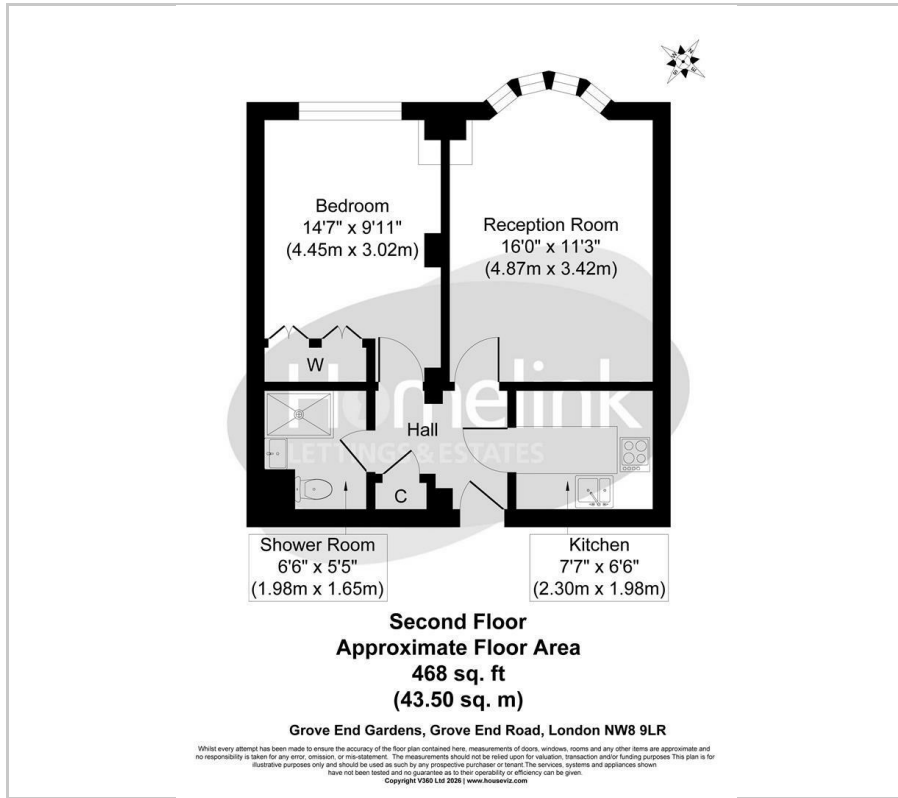 Bedroom
14'7" x 9'11"
(4.45m x 3.02m)
Reception Room
16'0" x 11'3"
(4.87m x 3.42m)
W
Homelink
LETTINGS & ESTATES
Hall
C
Shower Room
6'6" x 5'5"
(1.98m x 1.65m)
Kitchen
7'7" x 6'6"
(2.30m x 1.98m)
Second Floor
Approximate Floor Area
468 sq. ft
(43.50 sq. m)
Grove End Gardens, Grove End Road, London NW8 9LR
Whilst every attempt has been made to ensure the accuracy of the floor plan contained here, measurements of doors, windows, rooms and any other items are approximate and
no responsibility is taken for any error, omission, or mis-statement. The measurements should not be relied upon for valuation, transaction and/or funding purposes This plan is for
illustrative purposes only and should be used as such by any prospective purchaser or tenant.The services, systems and appliances shown
have not been tested and no guarantee as to their operability or efficiency can be given.
Copyright V360 Ltd 2026 | www.houseviz.com